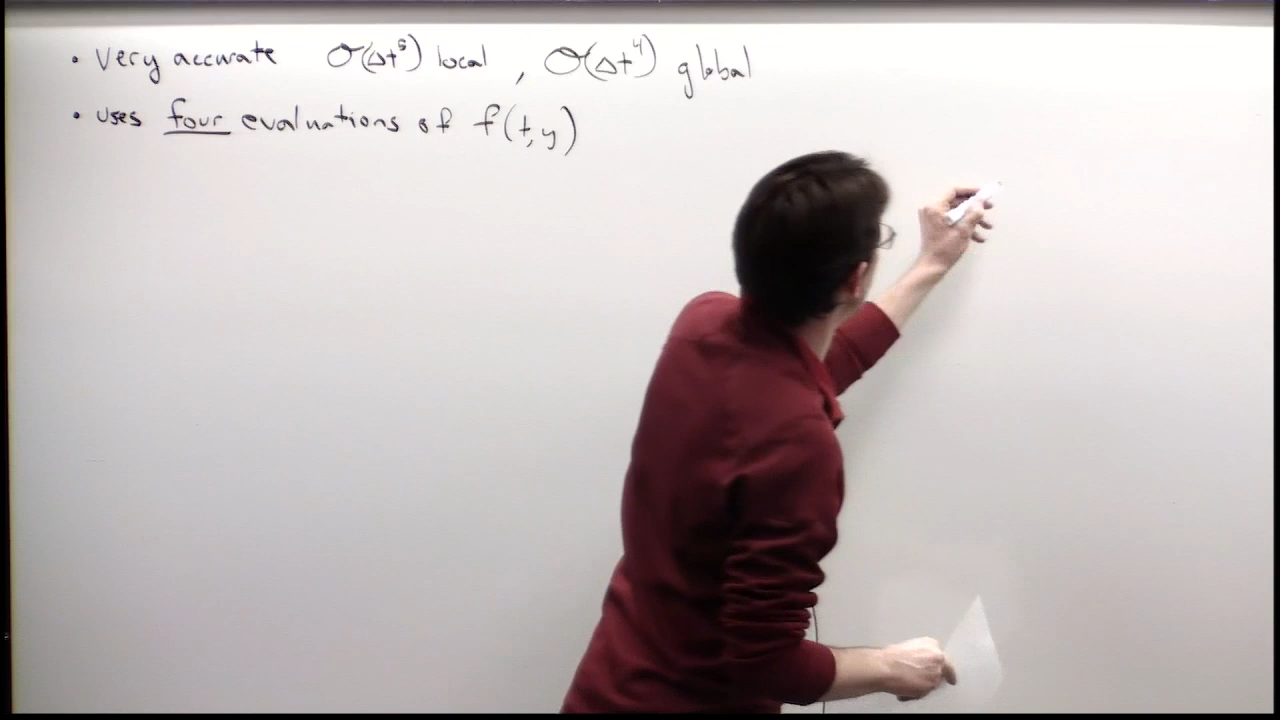 • Very accurate O(Δt⁵) local, O(Δt⁴) global
• uses four evaluations of f(t,y)